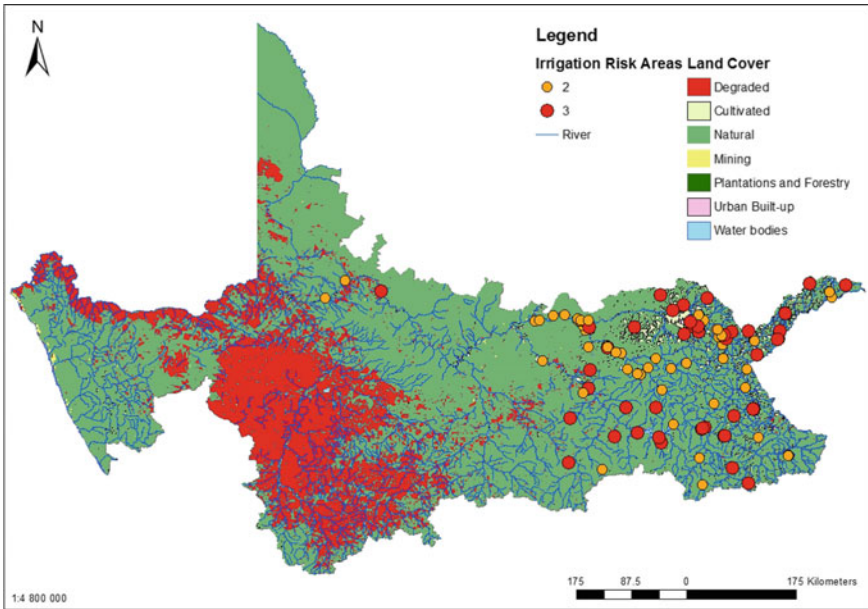 N
Legend
Irrigation Risk Areas Land Cover
2
3
River
Degraded
Cultivated
Natural
Mining
Plantations and Forestry
Urban Built-up
Water bodies
175 87.5 0 175 Kilometers
1:4 800 000